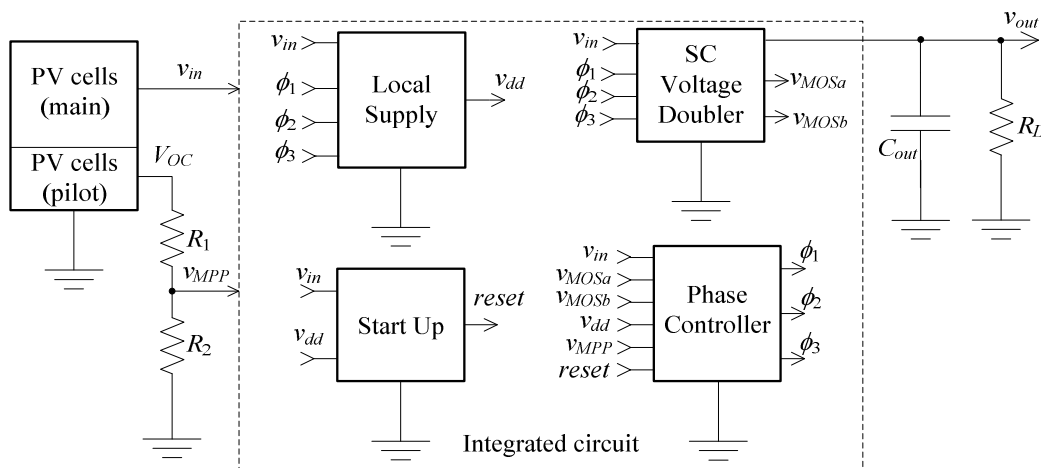 PV cells
(main)
v_in
PV cells
(pilot)
V_OC
R_1
v_MPP
R_2
v_in
ϕ_1
ϕ_2
ϕ_3
Local
Supply
v_dd
v_in
ϕ_1
ϕ_2
ϕ_3
SC
Voltage
Doubler
v_MOSa
v_MOSb
v_out
C_out
R_L
v_in
v_dd
Start Up
reset
v_in
v_MOSa
v_MOSb
v_dd
v_MPP
reset
Phase
Controller
ϕ_1
ϕ_2
ϕ_3
Integrated circuit